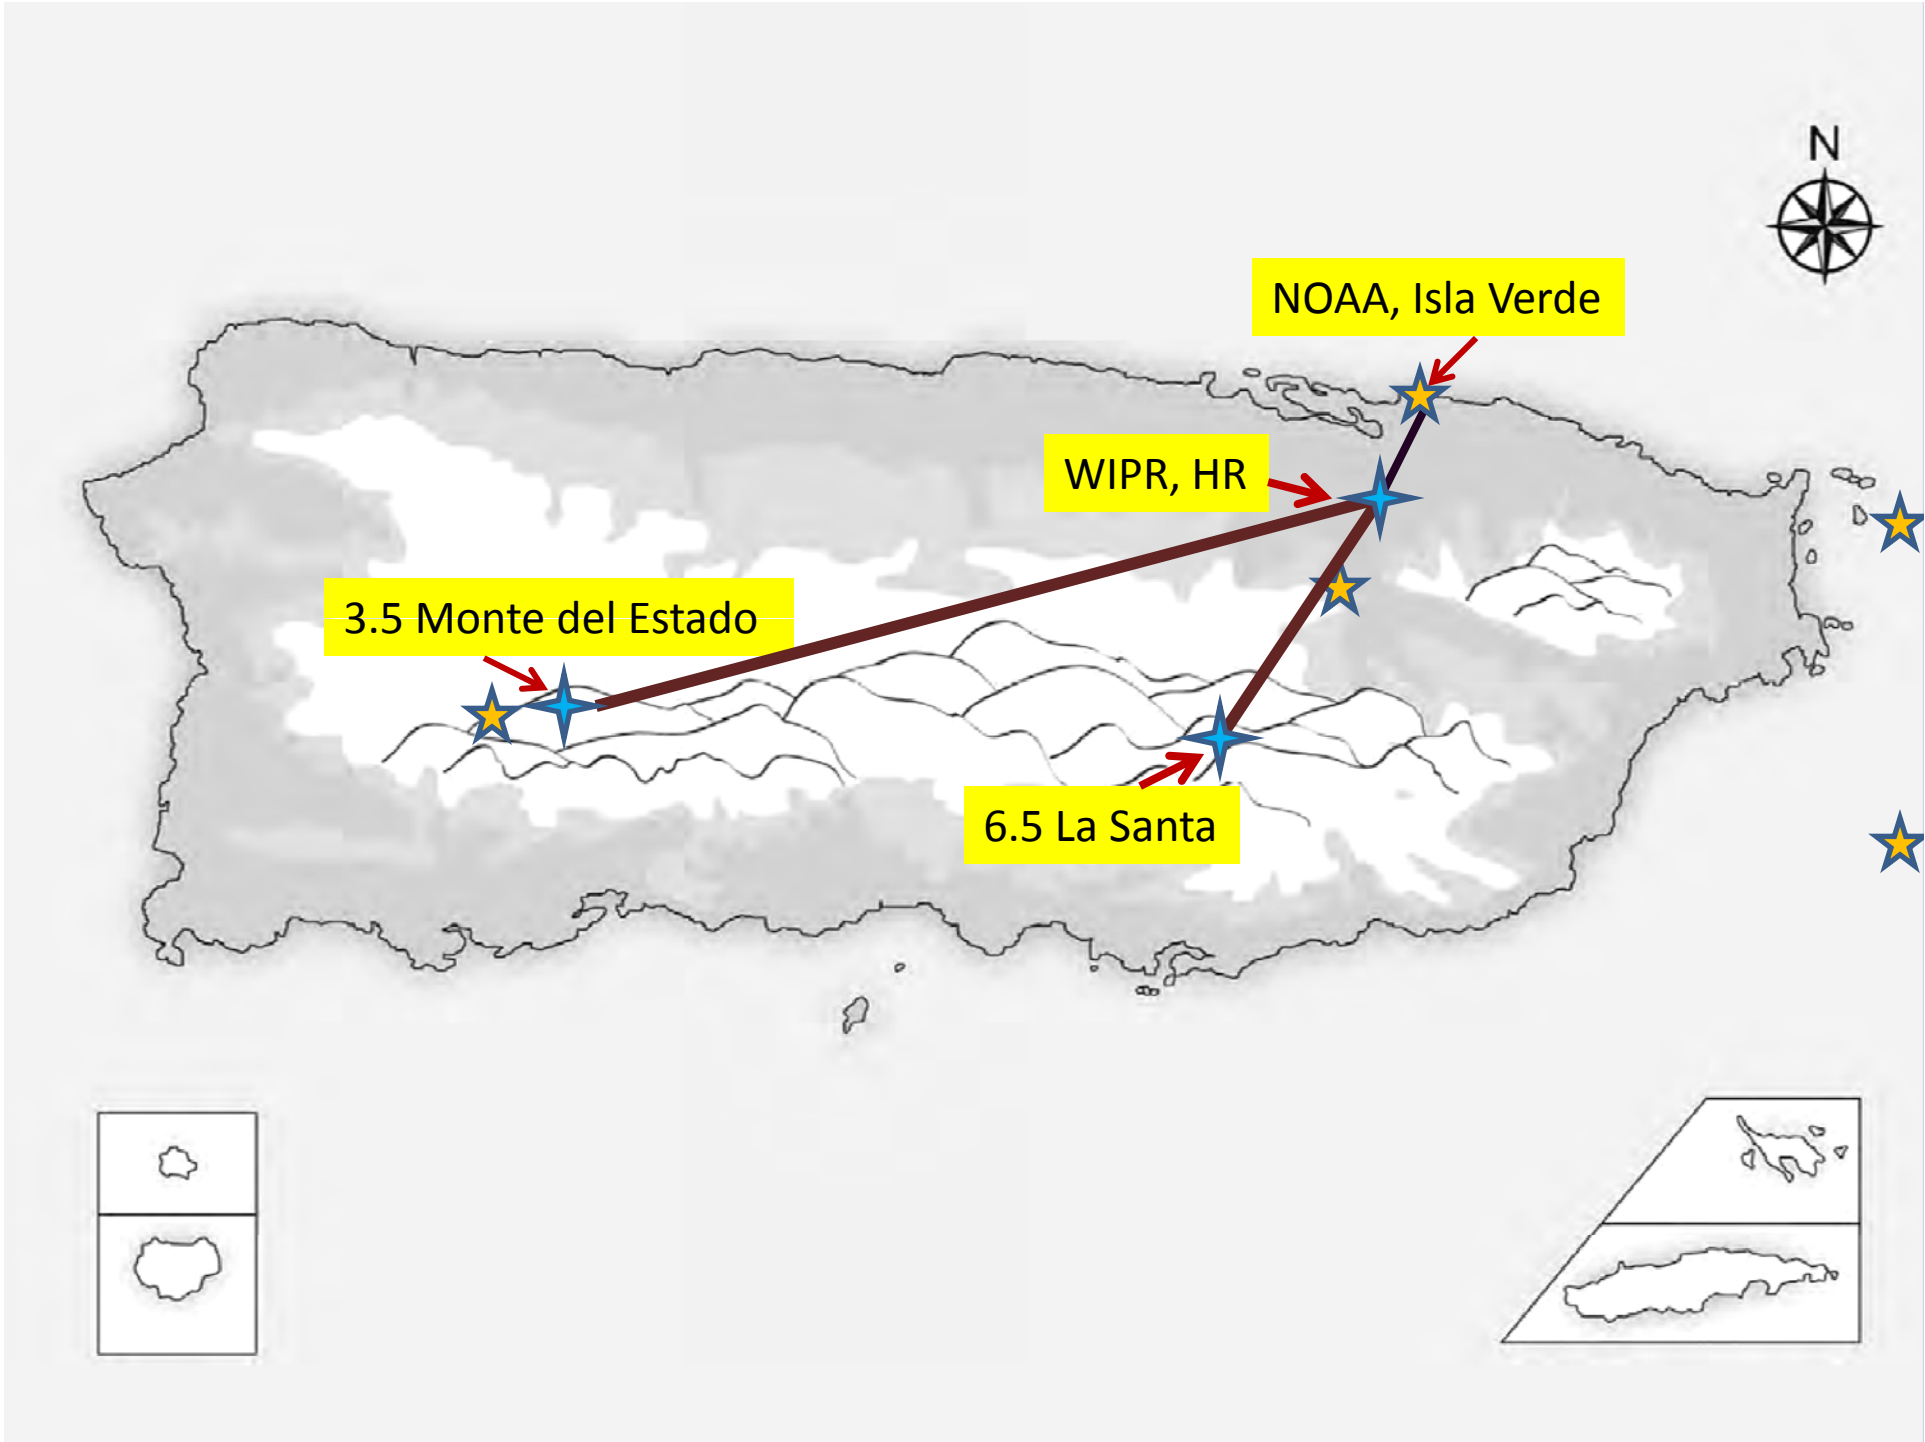 N
NOAA, Isla Verde
WIPR, HR
3.5 Monte del Estado
6.5 La Santa